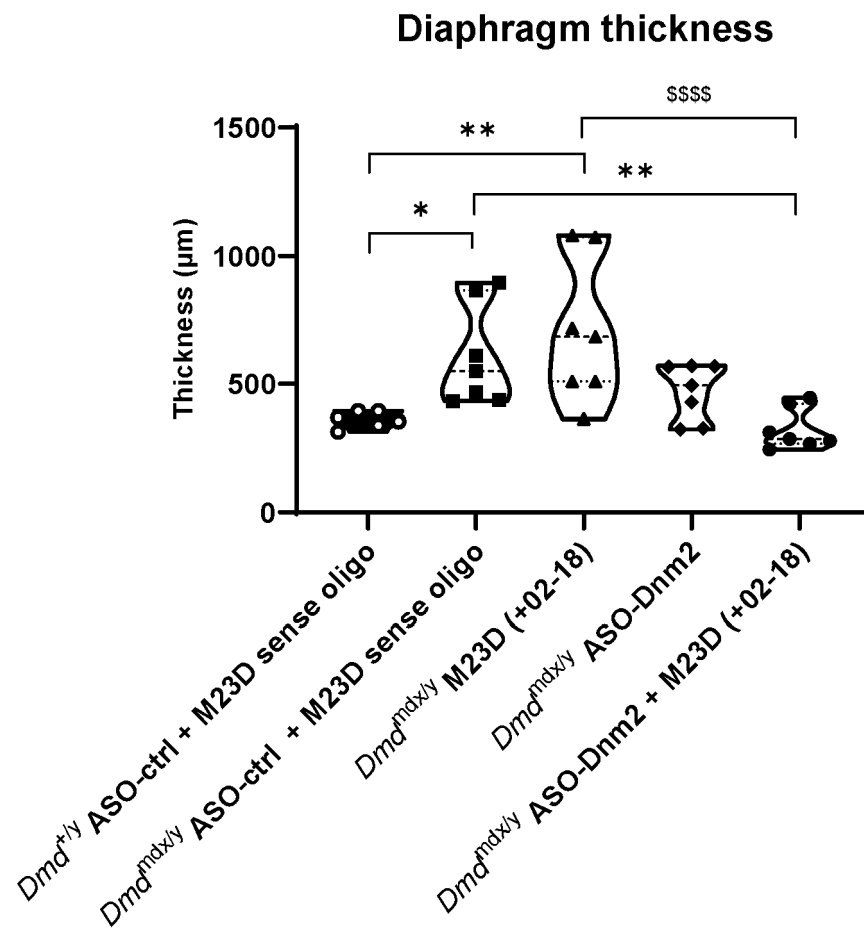 Diaphragm thickness
$$$$
**
**
*
Thickness (μm)
1500
1000
500
0
Dmd+/y ASO-ctrl + M23D sense oligo
Dmdmdx/y ASO-ctrl + M23D sense oligo
Dmdmdx/y M23D (+02-18)
Dmdmdx/y ASO-Dnm2
Dmdmdx/y ASO-Dnm2 + M23D (+02-18)